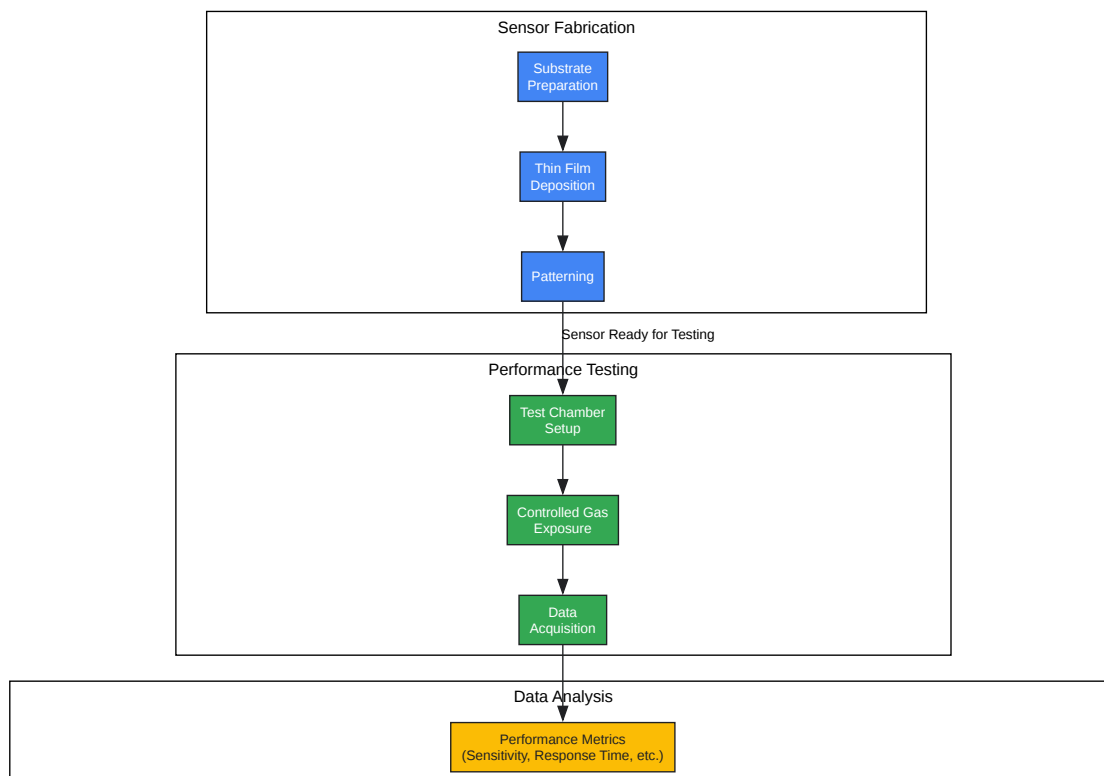 Sensor Fabrication
Substrate
Preparation
Thin Film
Deposition
Patterning
Sensor Ready for Testing
Performance Testing
Test Chamber
Setup
Controlled Gas
Exposure
Data
Acquisition
Data Analysis
Performance Metrics
(Sensitivity, Response Time, etc.)